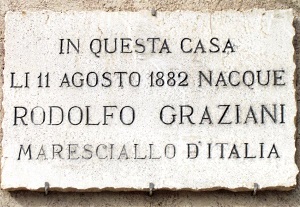 IN QUESTA CASA
LI 11 AGOSTO 1882 NACQUE
RODOLFO GRAZIANI
MARESCIALLO D'ITALIA